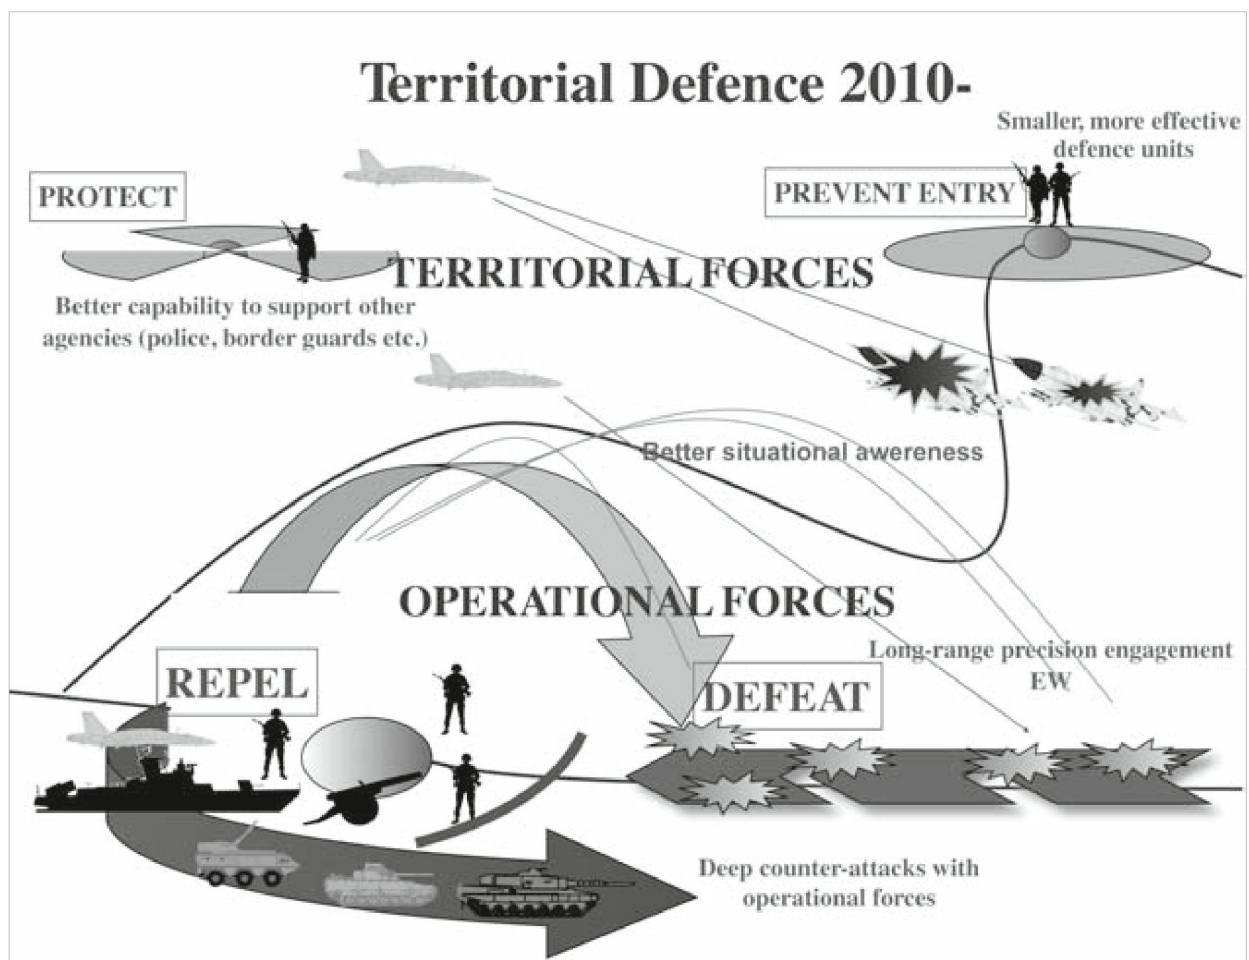 Territorial Defence 2010-
Smaller, more effective
defence units
PROTECT
PREVENT ENTRY
TERRITORIAL FORCES
Better capability to support other
agencies (police, border guards etc.)
Better situational awereness
OPERATIONAL FORCES
Long-range precision engagement
EW
REPEL
DEFEAT
Deep counter-attacks with
operational forces